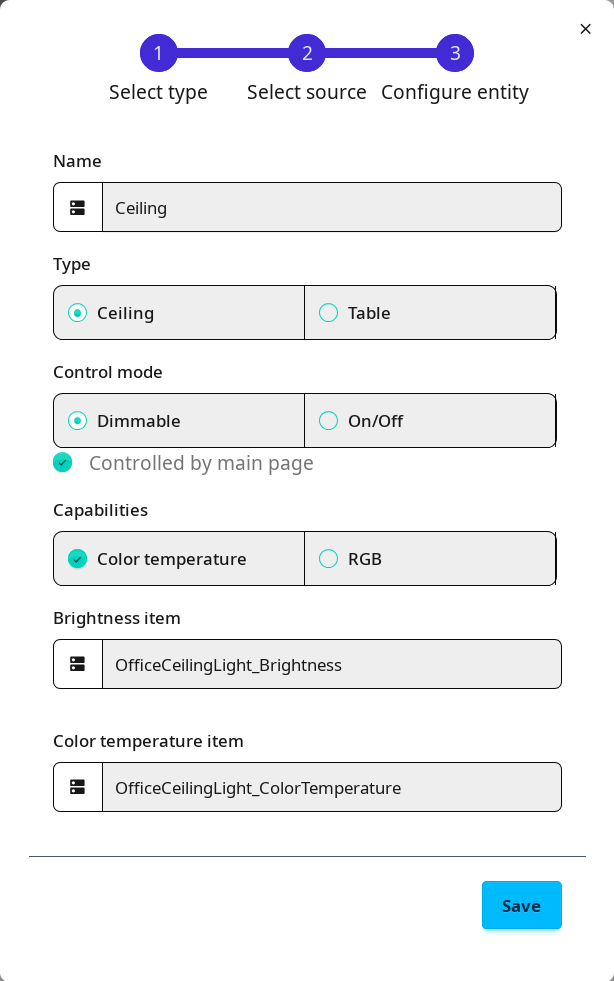 1 2 3
Select type Select source Configure entity
Name
Ceiling
Type
Ceiling Table
Control mode
Dimmable On/Off
Controlled by main page
Capabilities
Color temperature RGB
Brightness item
OfficeCeilingLight_Brightness
Color temperature item
OfficeCeilingLight_ColorTemperature
Save